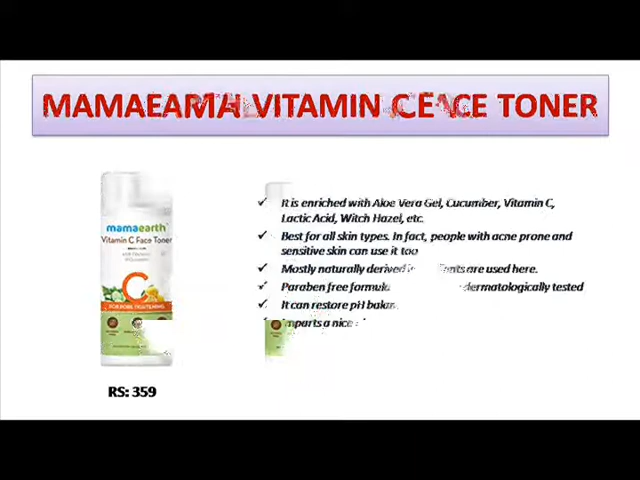 VITAMIN C FACE TONER
mamaearth
Vitamin C Face Toner
C
FOR PORE TIGHTENING
RS: 359
It is enriched with Aloe Vera Gel, Cucumber, Vitamin C,
Lactic Acid, Witch Hazel, etc.
Best for all skin types. In fact, people with acne prone and
sensitive skin can use it too
Mostly naturally derived are used here.
Paraben free formula dermatologically tested
It can restore pH
Imparts a nice